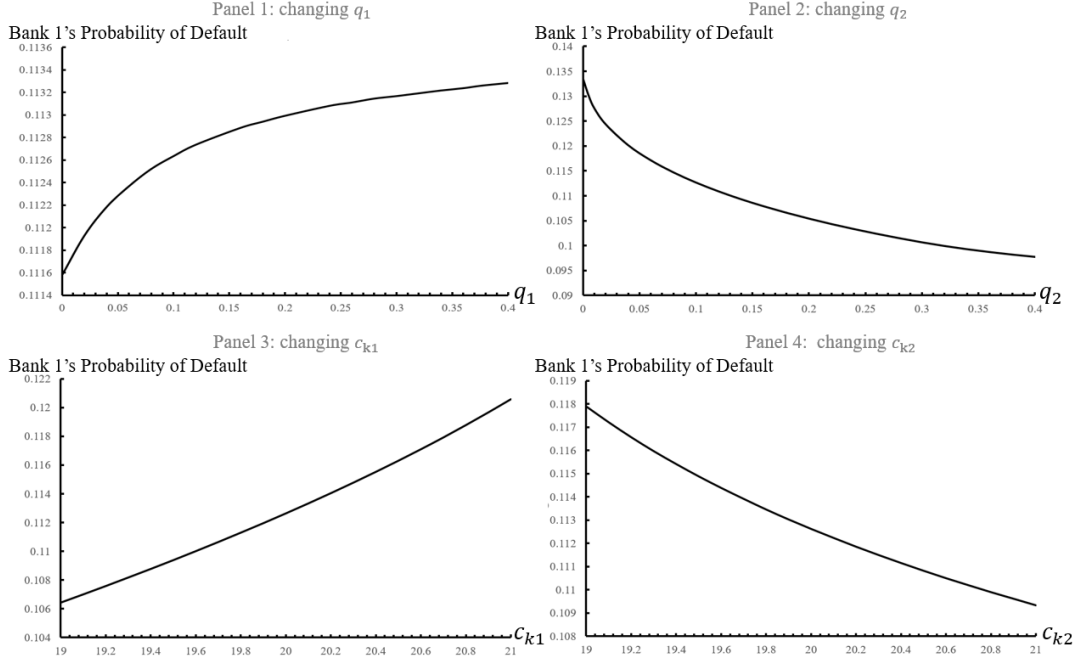 Panel 1: changing q₁
Bank 1's Probability of Default
0.1136
0.1134
0.1132
0.113
0.1128
0.1126
0.1124
0.1122
0.112
0.1118
0.1116
0.1114
0 0.05 0.1 0.15 0.2 0.25 0.3 0.35 0.4
q₁
Panel 2: changing q₂
Bank 1's Probability of Default
0.14
0.135
0.13
0.125
0.12
0.115
0.11
0.105
0.1
0.095
0.09
0 0.05 0.1 0.15 0.2 0.25 0.3 0.35 0.4
q₂
Panel 3: changing cₖ₁
Bank 1's Probability of Default
0.122
0.12
0.118
0.116
0.114
0.112
0.11
0.108
0.106
0.104
19 19.2 19.4 19.6 19.8 20 20.2 20.4 20.6 20.8 21
cₖ₁
Panel 4: changing cₖ₂
Bank 1's Probability of Default
0.119
0.118
0.117
0.116
0.115
0.114
0.113
0.112
0.111
0.11
0.109
0.108
19 19.2 19.4 19.6 19.8 20 20.2 20.4 20.6 20.8 21
cₖ₂